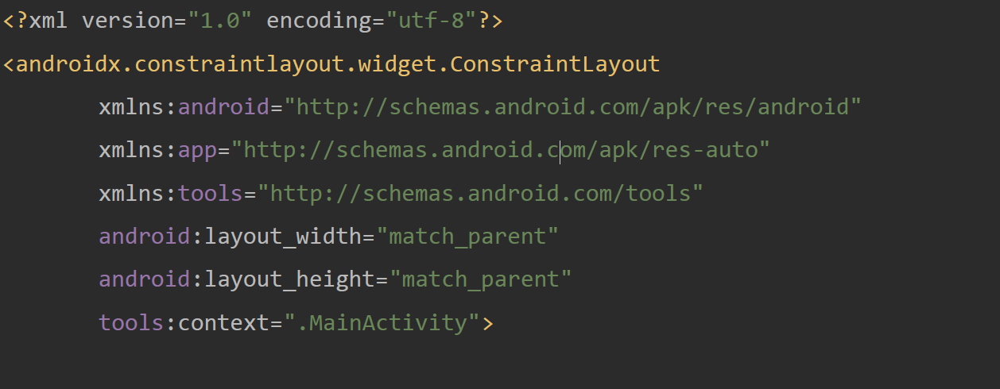 <?xml version="1.0" encoding="utf-8"?>
<androidx.constraintlayout.widget.ConstraintLayout
xmlns:android="http://schemas.android.com/apk/res/android"
xmlns:app="http://schemas.android.com/apk/res-auto"
xmlns:tools="http://schemas.android.com/tools"
android:layout_width="match_parent"
android:layout_height="match_parent"
tools:context=".MainActivity">